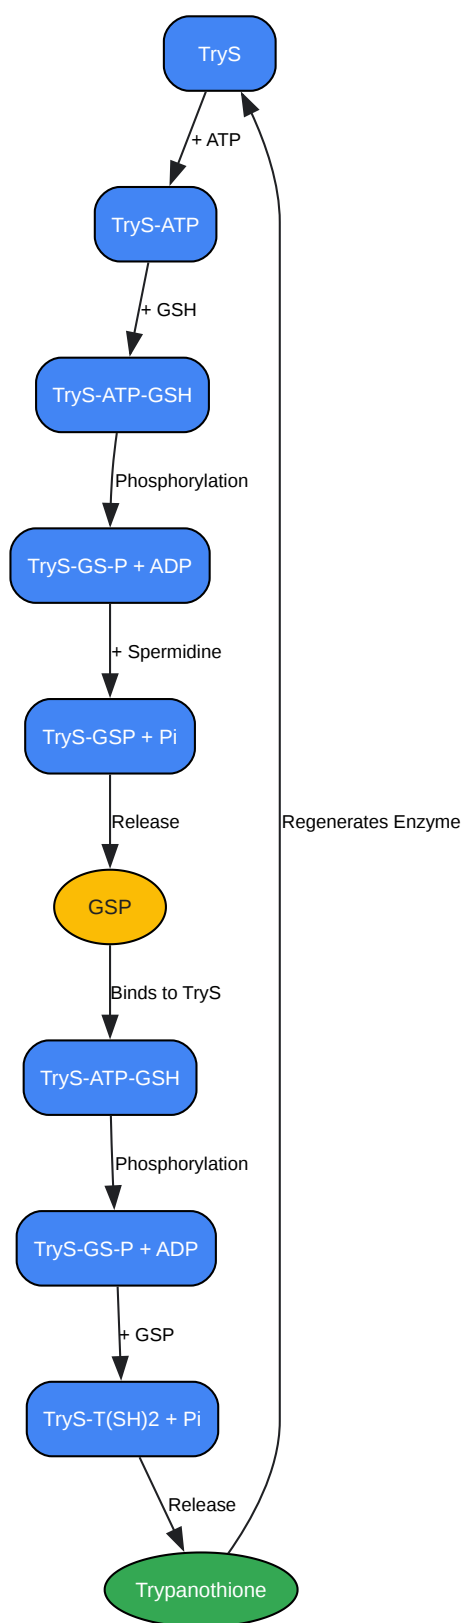 TryS
+ ATP
TryS-ATP
+ GSH
TryS-ATP-GSH
Phosphorylation
TryS-GS-P + ADP
+ Spermidine
TryS-GSP + Pi
Release
Regenerates Enzyme
GSP
Binds to TryS
TryS-ATP-GSH
Phosphorylation
TryS-GS-P + ADP
+ GSP
TryS-T(SH)2 + Pi
Release
Trypanothione